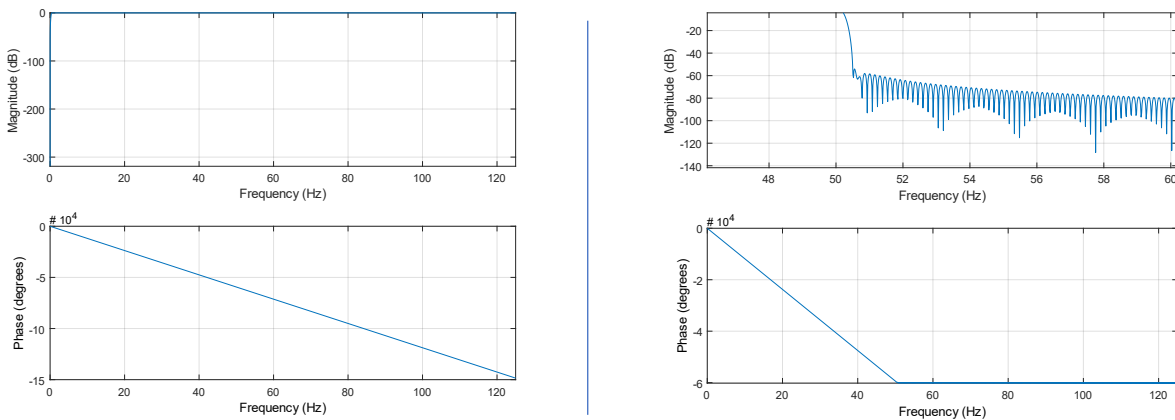 0
-100
-200
-300
Magnitude (dB)
0 20 40 60 80 100 120
Frequency (Hz)
# 10^4
0
-5
-10
-15
Phase (degrees)
0 20 40 60 80 100 120
Frequency (Hz)
-20
-40
-60
-80
-100
-120
-140
Magnitude (dB)
48 50 52 54 56 58 60
Frequency (Hz)
# 10^4
0
-2
-4
-6
Phase (degrees)
0 20 40 60 80 100 120
Frequency (Hz)